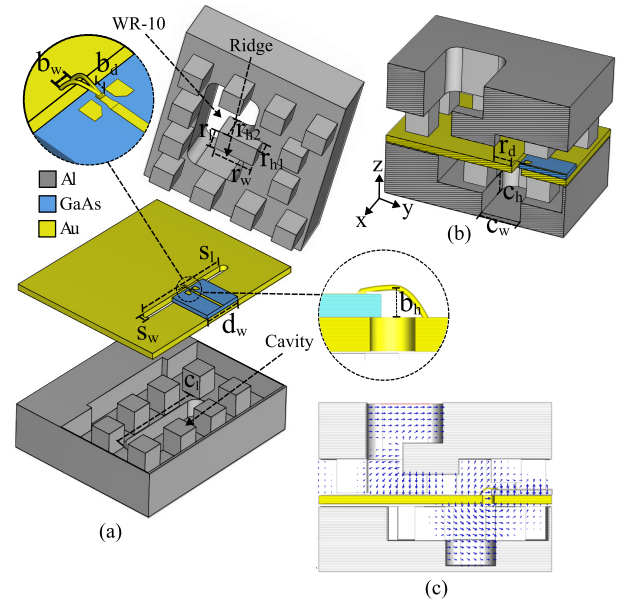 WR-10
Ridge
b_w
b_d
r_l
r_h2
r_h1
r_w
Al
GaAs
Au
z
y
x
r_d
c_h
c_w
(b)
s_l
s_w
d_w
b_h
Cavity
c_l
(a)
(c)